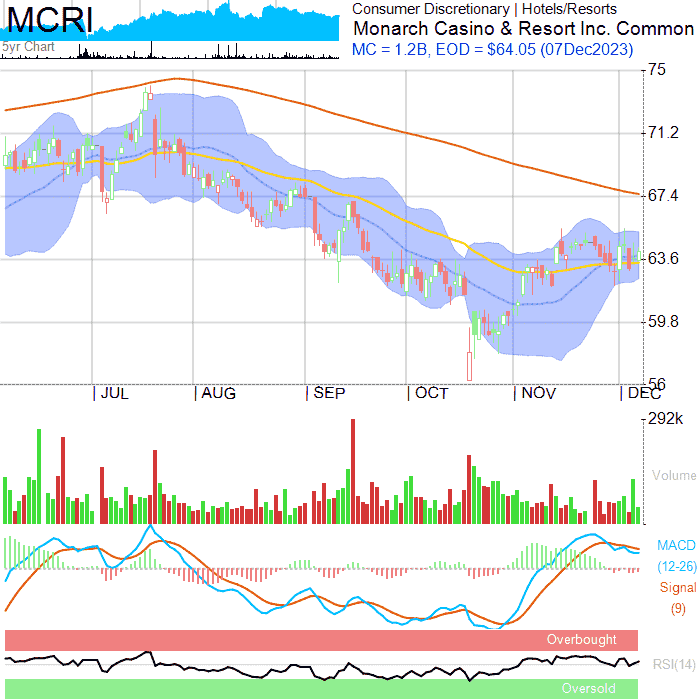 MCRI
5yr Chart
Consumer Discretionary | Hotels/Resorts
Monarch Casino & Resort Inc. Common
MC = 1.2B, EOD = $64.05 (07Dec2023)
75
71.2
67.4
63.6
59.8
56
JUL AUG SEP OCT NOV DEC
292k
Volume
MACD
(12-26)
Signal
(9)
Overbought
RSI(14)
Oversold